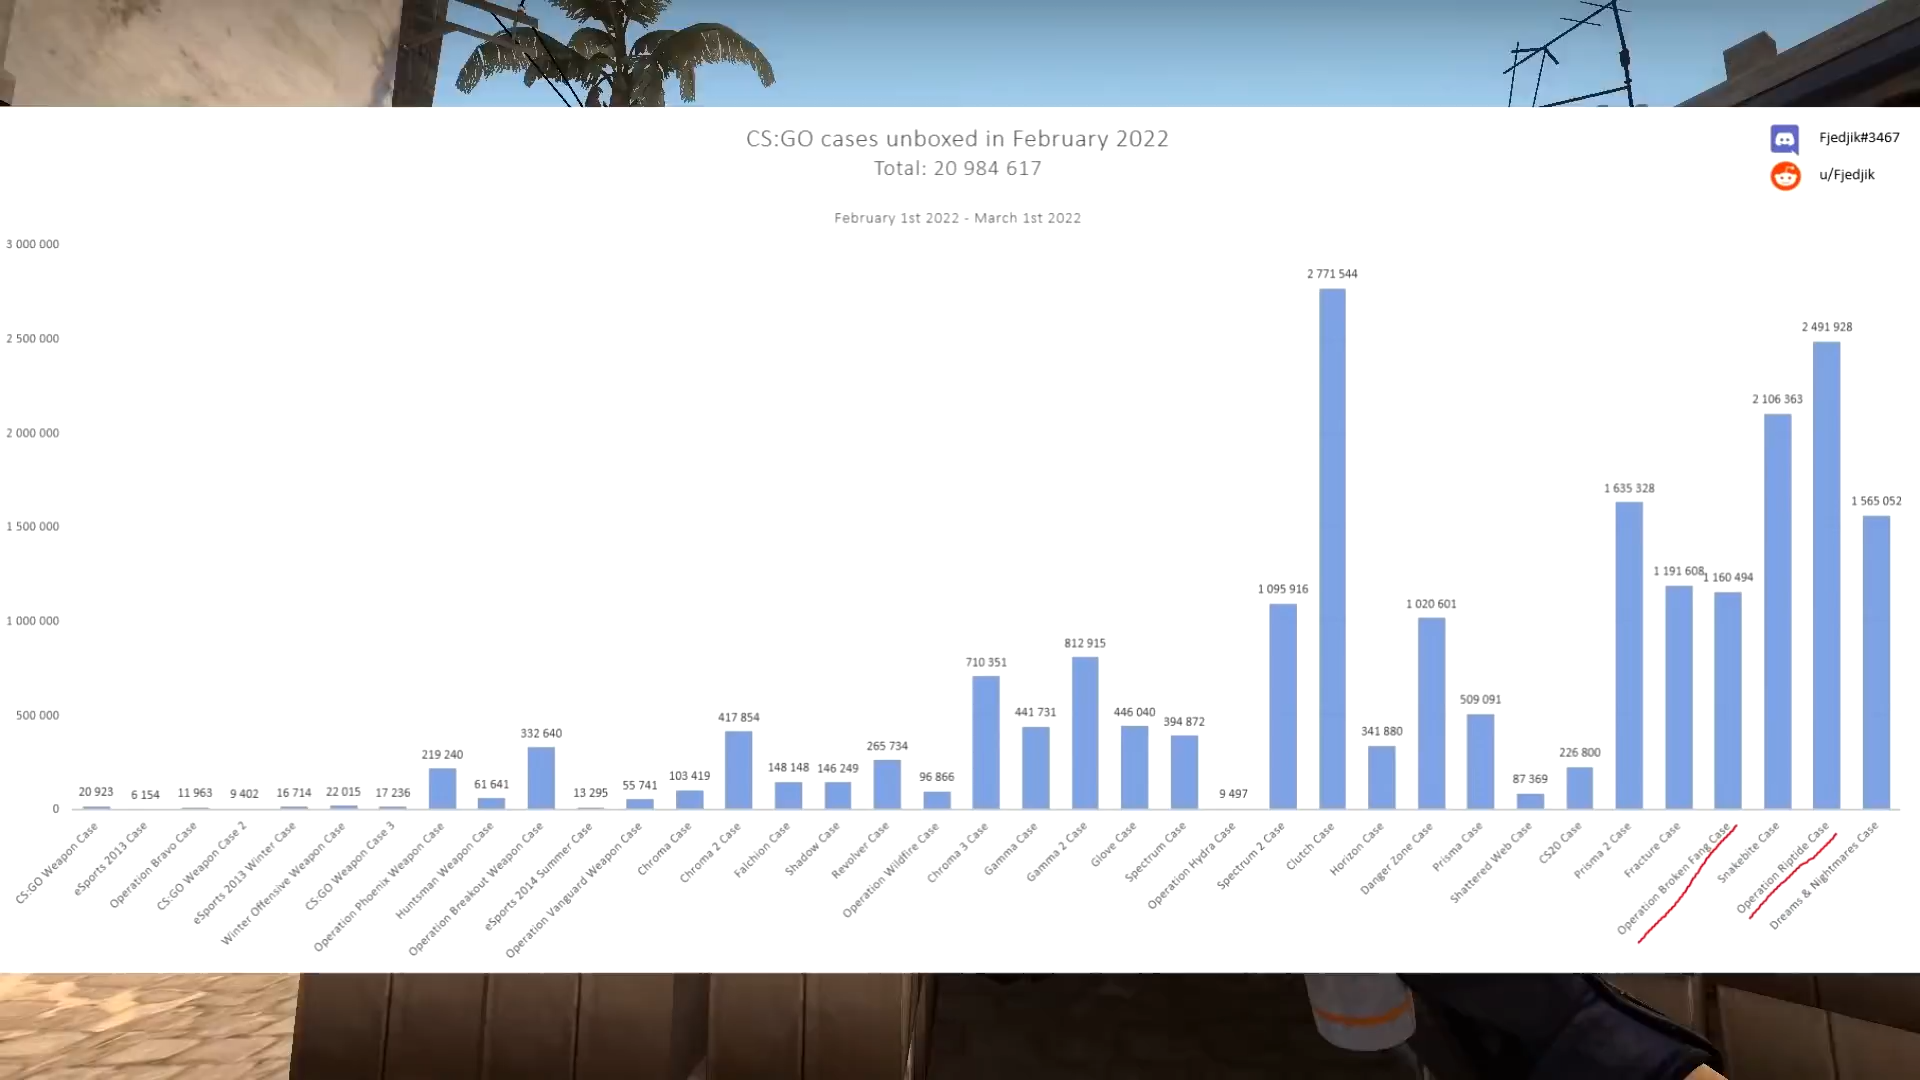 CS:GO cases unboxed in February 2022
Total: 20 984 617
February 1st 2022 - March 1st 2022
Fjedjik#3467
u/Fjedjik
3 000 000
2 500 000
2 000 000
1 500 000
1 000 000
500 000
0
20 923
6 154
11 963
9 402
16 714
22 015
17 236
219 240
61 641
332 640
13 295
55 741
103 419
417 854
148 148
146 249
265 734
96 866
710 351
441 731
812 915
446 040
394 872
9 497
1 095 916
2 771 544
341 880
1 020 601
509 091
87 369
226 800
1 635 328
1 191 608
1 160 494
2 106 363
2 491 928
1 565 052
CS:GO Weapon Case
eSports 2013 Case
Operation Bravo Case
CS:GO Weapon Case 2
eSports 2013 Winter Case
Winter Offensive Weapon Case
CS:GO Weapon Case 3
Operation Phoenix Weapon Case
Huntsman Weapon Case
Operation Breakout Weapon Case
eSports 2014 Summer Case
Operation Vanguard Weapon Case
Chroma Case
Chroma 2 Case
Falchion Case
Shadow Case
Revolver Case
Operation Wildfire Case
Chroma 3 Case
Gamma Case
Gamma 2 Case
Glove Case
Spectrum Case
Operation Hydra Case
Spectrum 2 Case
Clutch Case
Horizon Case
Danger Zone Case
Prisma Case
Shattered Web Case
CS20 Case
Prisma 2 Case
Fracture Case
Operation Broken Fang Case
Snakebite Case
Operation Riptide Case
Dreams & Nightmares Case